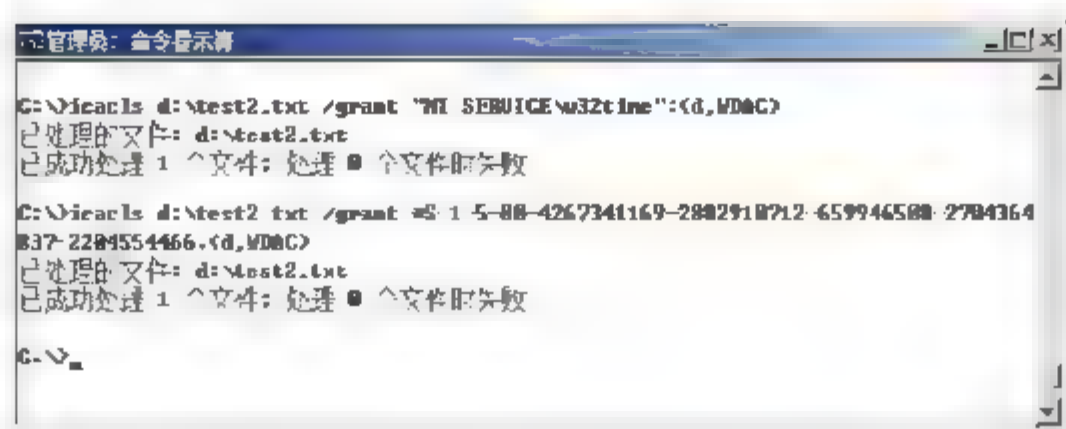 管理员: 命令提示符
C:\>icacls d:\test2.txt /grant "NT SERVICE\w32time":(d,WDAC)
已处理的文件: d:\test2.txt
已成功处理 1 个文件; 处理 0 个文件时失败
C:\>icacls d:\test2.txt /grant *S-1-5-80-4267341169-2882910712-659946508-2704364
837-2204554466:(d,WDAC)
已处理的文件: d:\test2.txt
已成功处理 1 个文件; 处理 0 个文件时失败
C:\>_